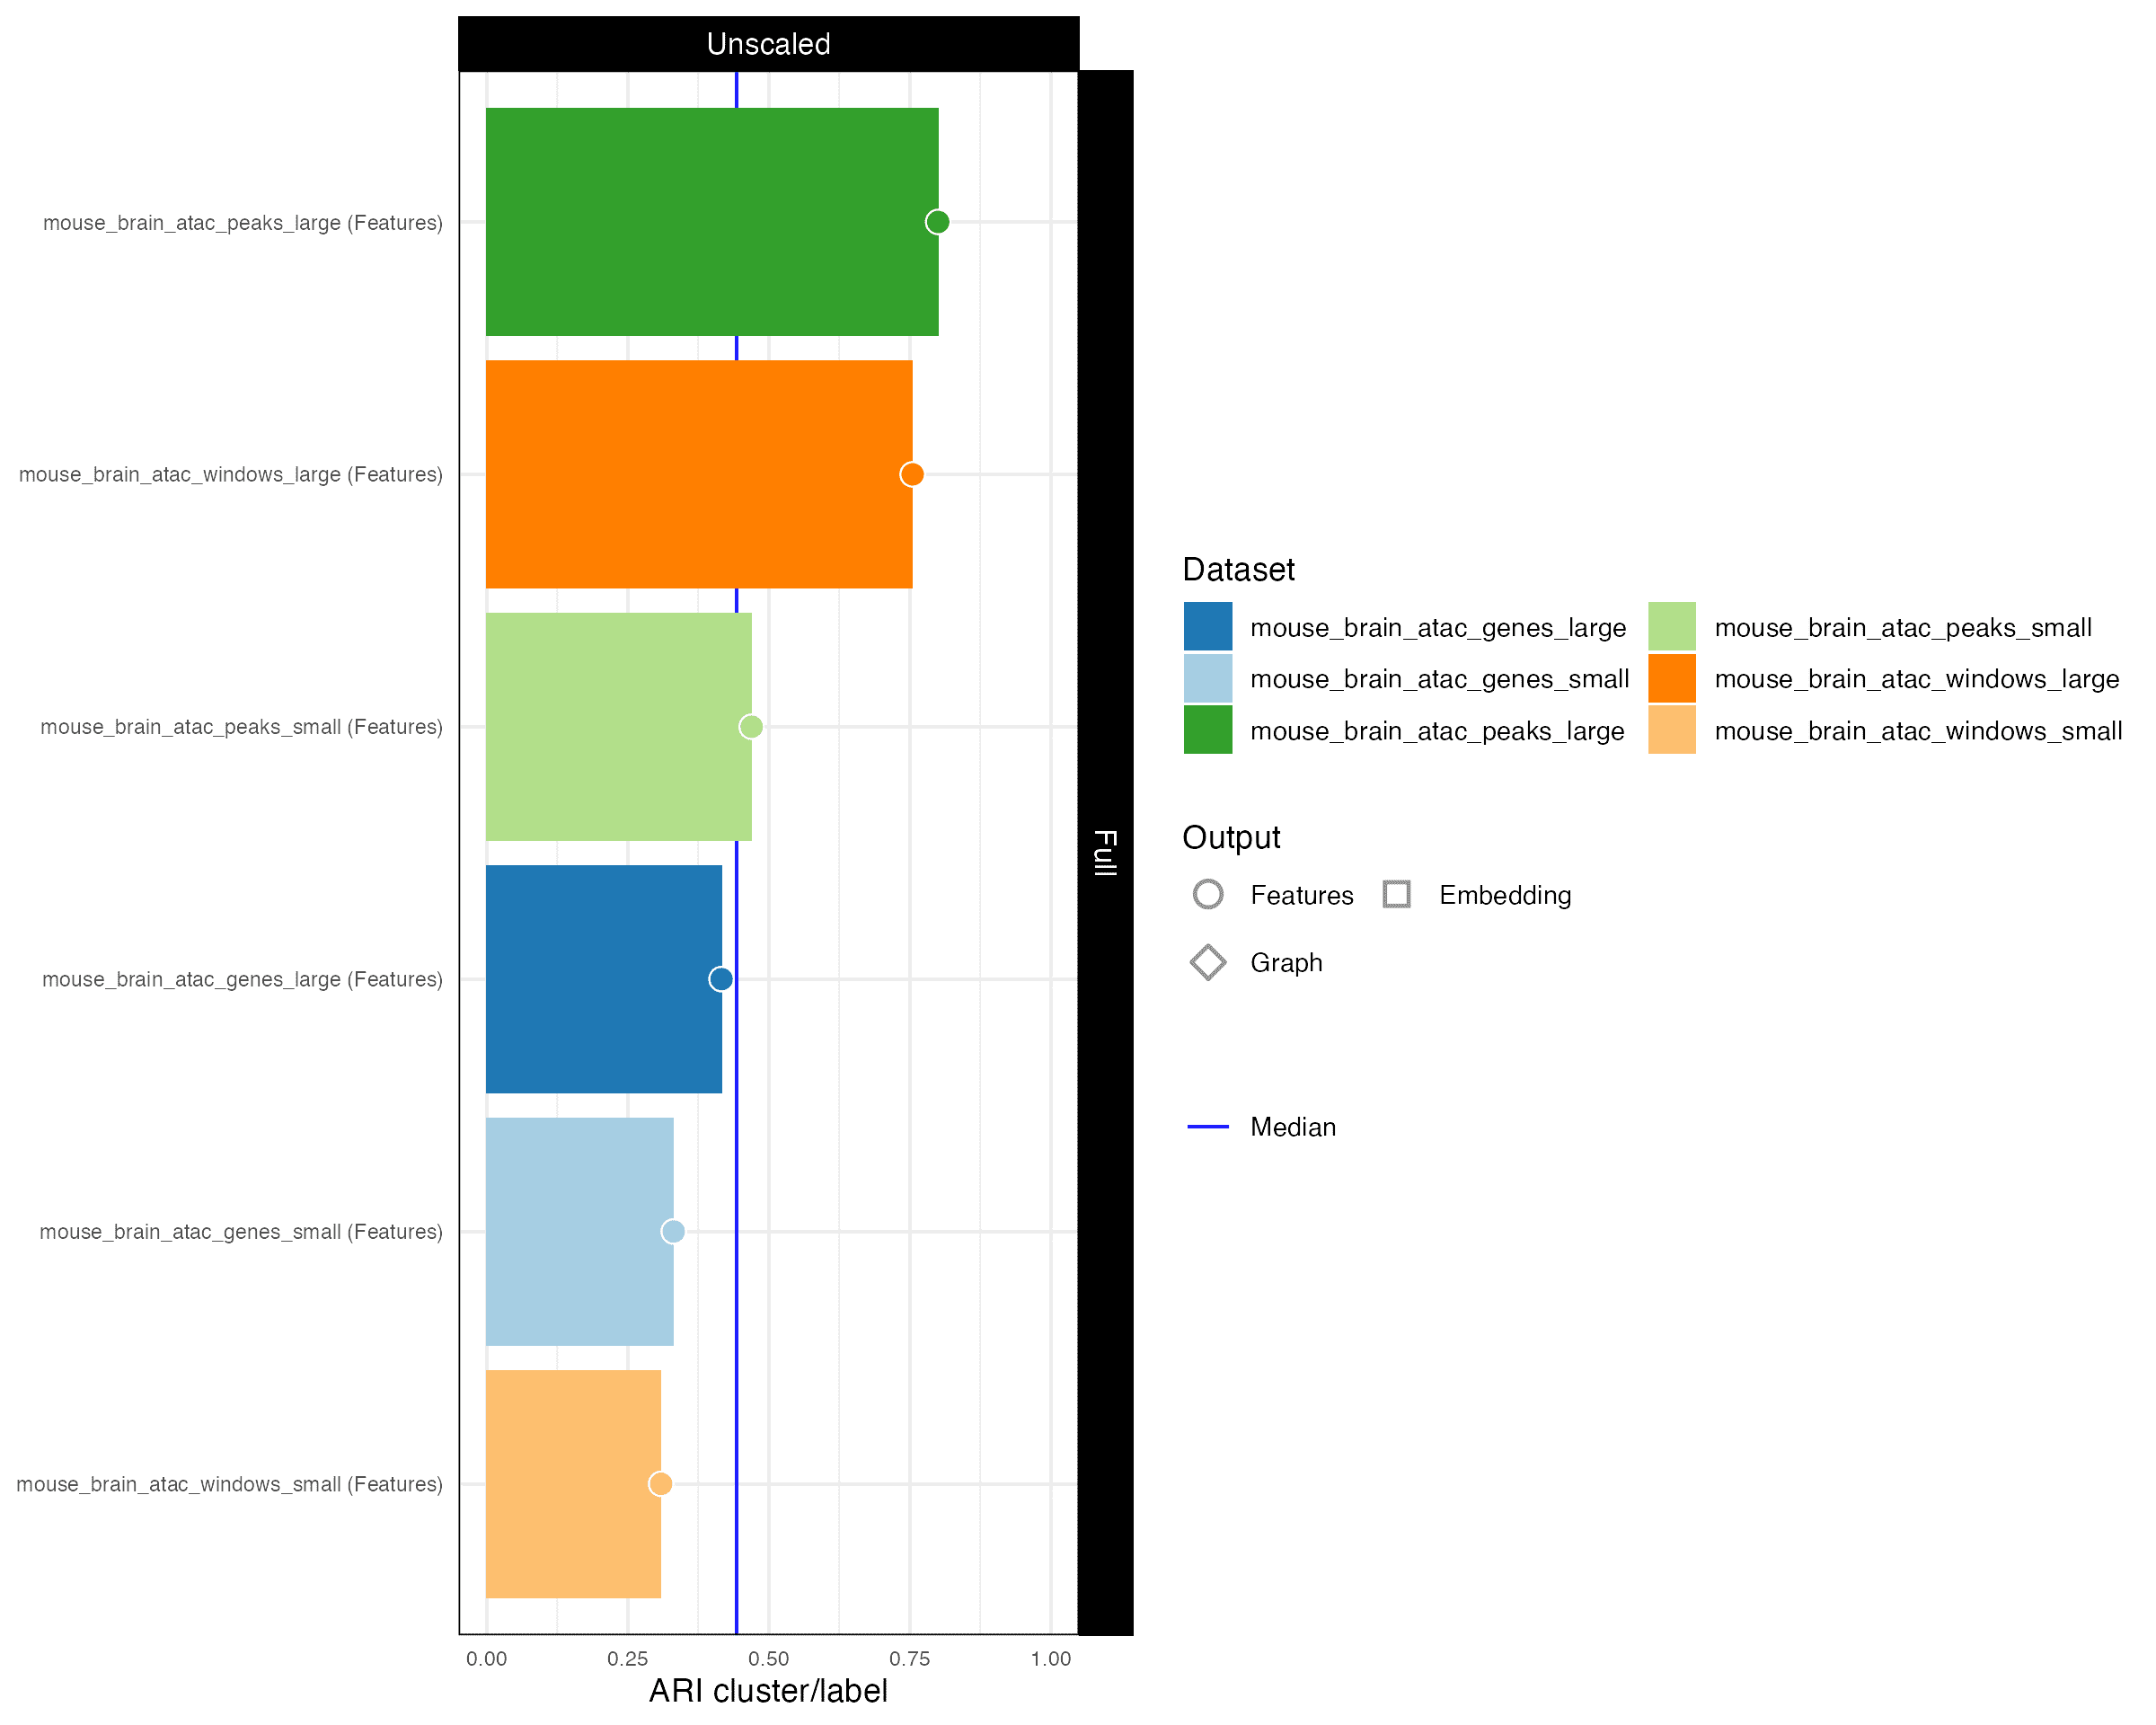 Unscaled
mouse_brain_atac_peaks_large (Features)
mouse_brain_atac_windows_large (Features)
mouse_brain_atac_peaks_small (Features)
mouse_brain_atac_genes_large (Features)
mouse_brain_atac_genes_small (Features)
mouse_brain_atac_windows_small (Features)
0.00 0.25 0.50 0.75 1.00
ARI cluster/label
Full
Dataset
mouse_brain_atac_genes_large mouse_brain_atac_peaks_small
mouse_brain_atac_genes_small mouse_brain_atac_windows_large
mouse_brain_atac_peaks_large mouse_brain_atac_windows_small
Output
Features Embedding
Graph
Median